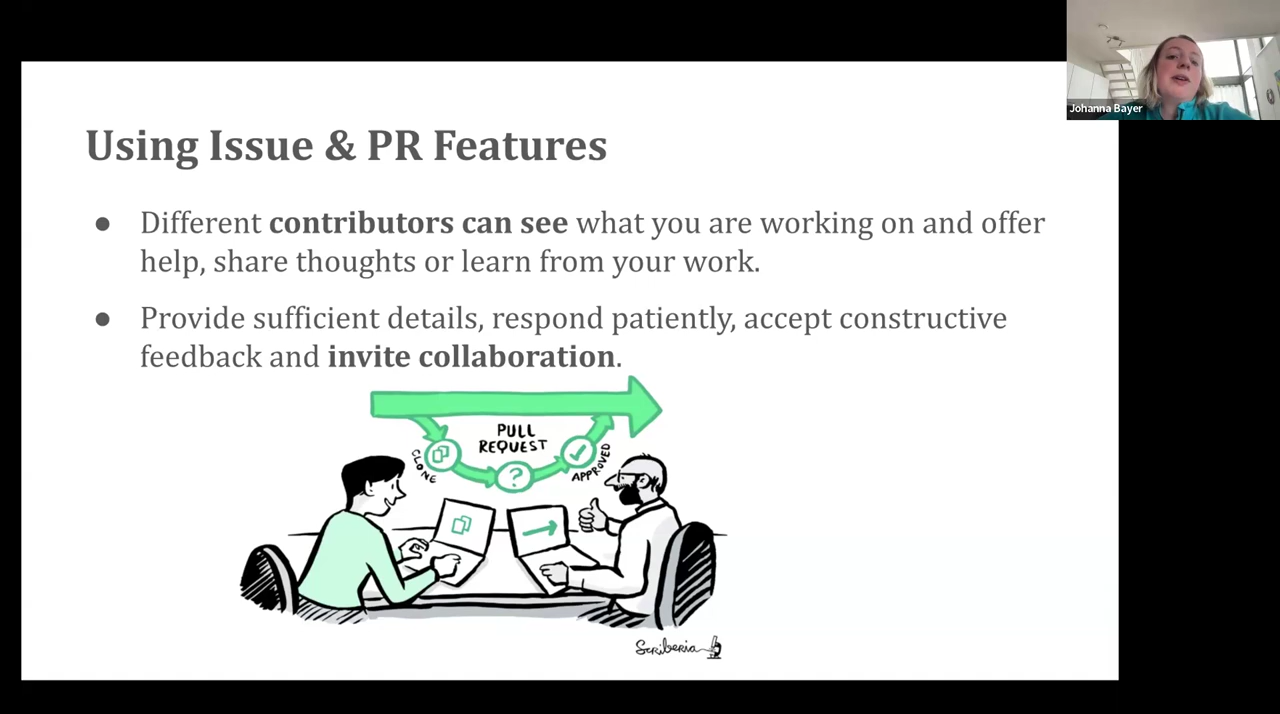 Johanna Bayer
Using Issue & PR Features
● Different contributors can see what you are working on and offer
help, share thoughts or learn from your work.
● Provide sufficient details, respond patiently, accept constructive
feedback and invite collaboration.
PULL
REQUEST
CLONE
?
APPROVED
Scriberia